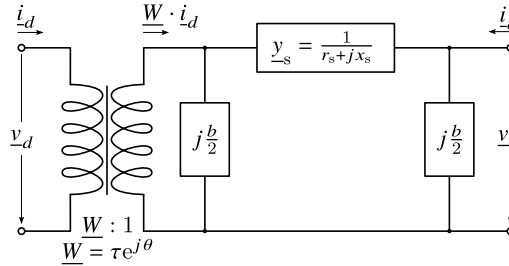 i_d
W · i_d
y_s = 1/(r_s+jx_s)
v_d
j b/2
j b/2
W : 1
W = τe^{jθ}